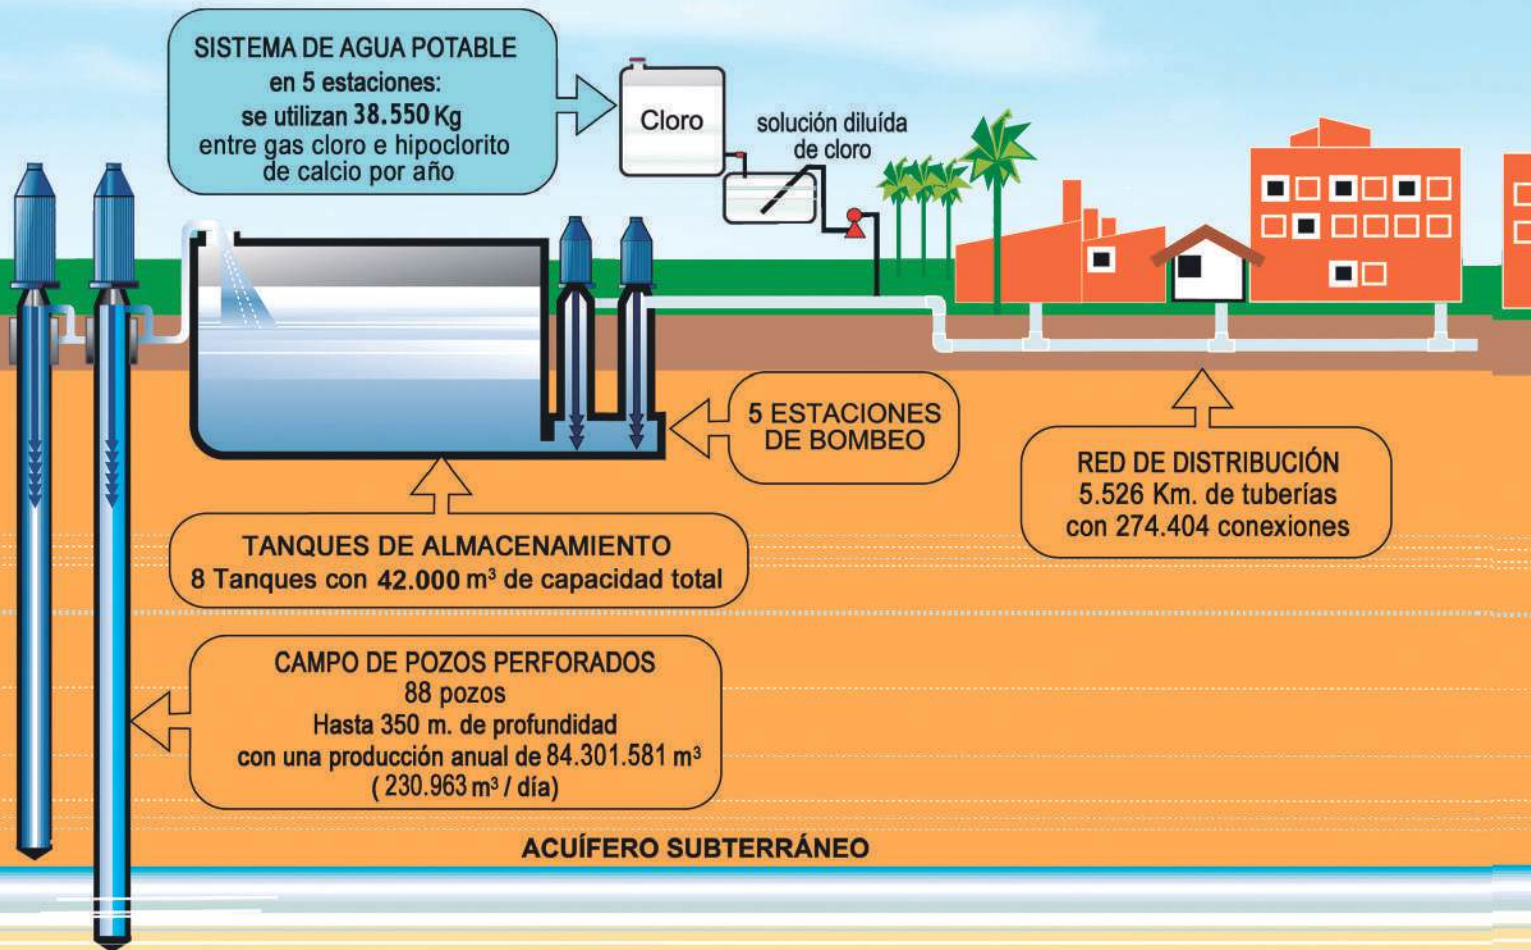 SISTEMA DE AGUA POTABLE
en 5 estaciones:
se utilizan 38.550 Kg
entre gas cloro e hipoclorito
de calcio por año
Cloro
solución diluída
de cloro
5 ESTACIONES
DE BOMBEO
RED DE DISTRIBUCIÓN
5.526 Km. de tuberías
con 274.404 conexiones
TANQUES DE ALMACENAMIENTO
8 Tanques con 42.000 m³ de capacidad total
CAMPO DE POZOS PERFORADOS
88 pozos
Hasta 350 m. de profundidad
con una producción anual de 84.301.581 m³
( 230.963 m³ / día)
ACUÍFERO SUBTERRÁNEO